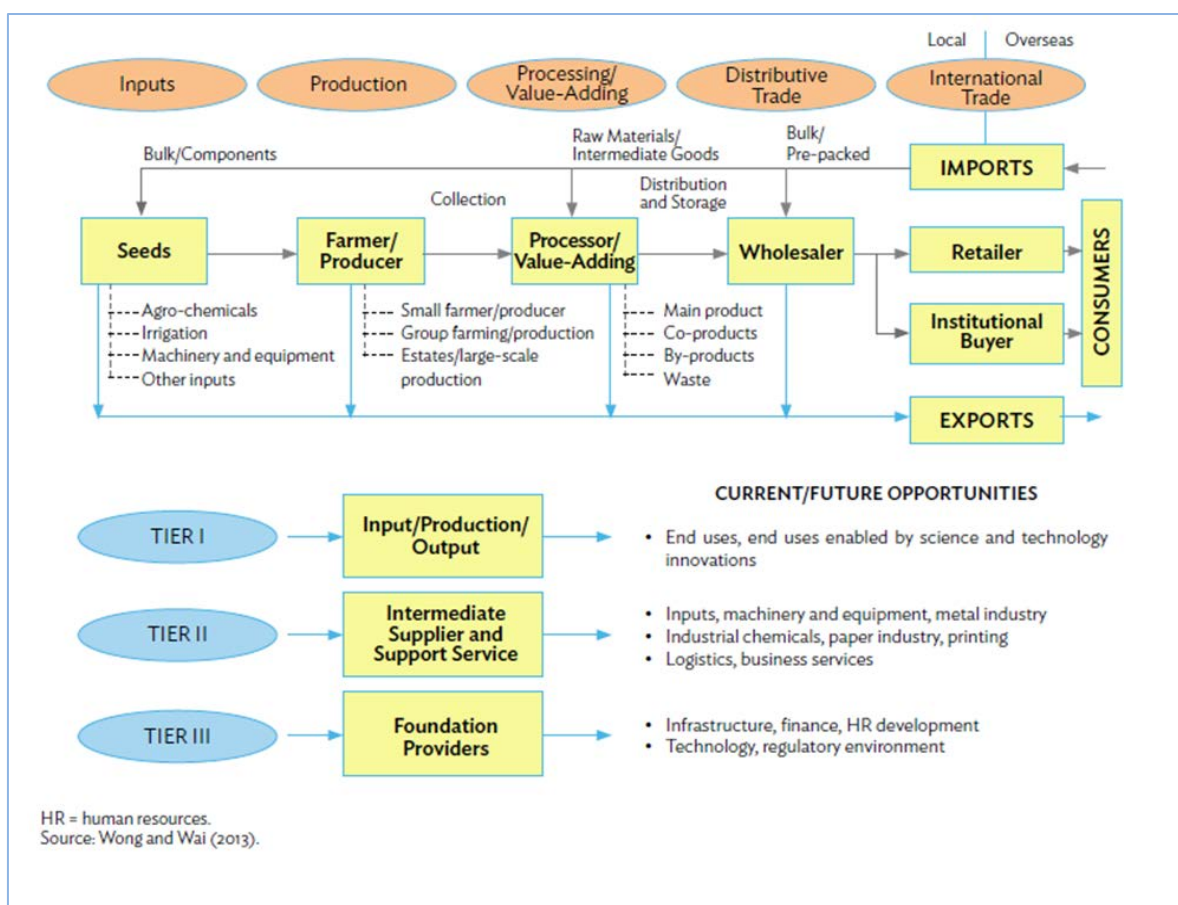 Local
Overseas
Inputs
Production
Processing/
Value-Adding
Distributive
Trade
International
Trade
Bulk/Components
Raw Materials/
Intermediate Goods
Bulk/
Pre-packed
IMPORTS
Collection
Distribution
and Storage
Seeds
Farmer/
Producer
Processor/
Value-Adding
Wholesaler
Retailer
Institutional
Buyer
CONSUMERS
Agro-chemicals
Irrigation
Machinery and equipment
Other inputs
Small farmer/producer
Group farming/production
Estates/large-scale
production
Main product
Co-products
By-products
Waste
EXPORTS
CURRENT/FUTURE OPPORTUNITIES
TIER I
Input/Production/
Output
• End uses, end uses enabled by science and technology
innovations
TIER II
Intermediate
Supplier and
Support Service
• Inputs, machinery and equipment, metal industry
• Industrial chemicals, paper industry, printing
• Logistics, business services
TIER III
Foundation
Providers
• Infrastructure, finance, HR development
• Technology, regulatory environment
HR = human resources.
Source: Wong and Wai (2013).